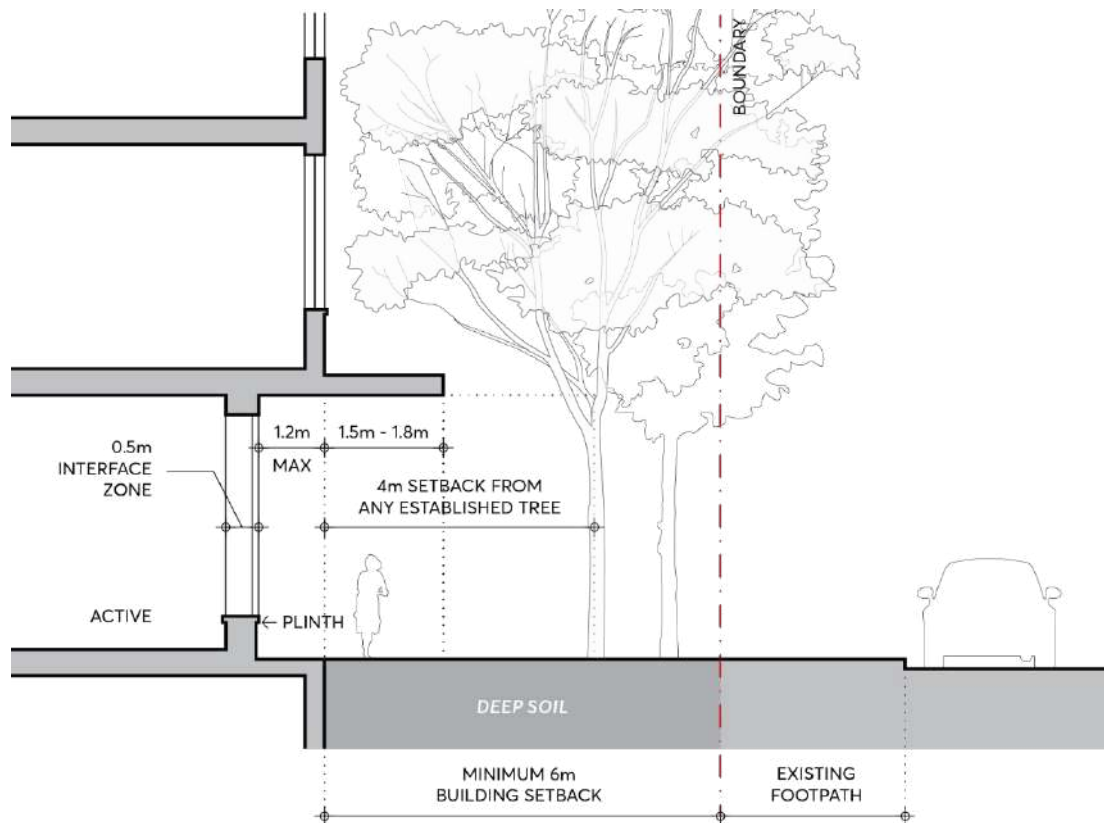 BOUNDARY
1.2m
MAX
1.5m - 1.8m
0.5m
INTERFACE
ZONE
4m SETBACK FROM
ANY ESTABLISHED TREE
ACTIVE
← PLINTH
DEEP SOIL
MINIMUM 6m
BUILDING SETBACK
EXISTING
FOOTPATH